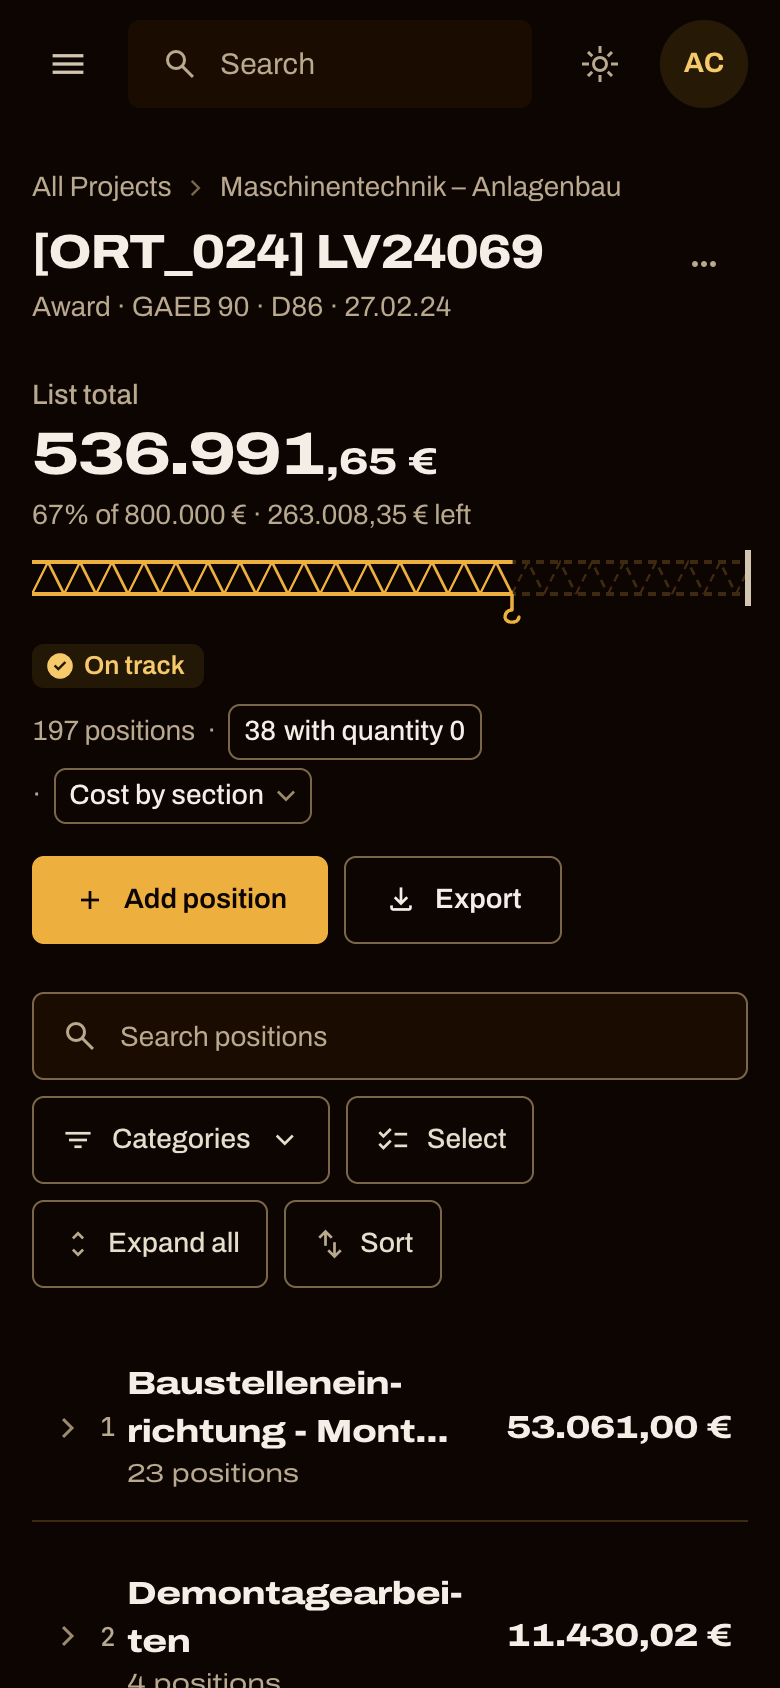 Search
AC
All Projects > Maschinentechnik – Anlagenbau
[ORT_024] LV24069
...
Award · GAEB 90 · D86 · 27.02.24
List total
536.991,65 €
67% of 800.000 € · 263.008,35 € left
On track
197 positions · 38 with quantity 0
· Cost by section
+ Add position
Export
Search positions
Categories
Select
Expand all
Sort
Baustellenein-
1 richtung - Mont... 53.061,00 €
23 positions
Demontagearbei-
2 ten 11.430,02 €
4 positions